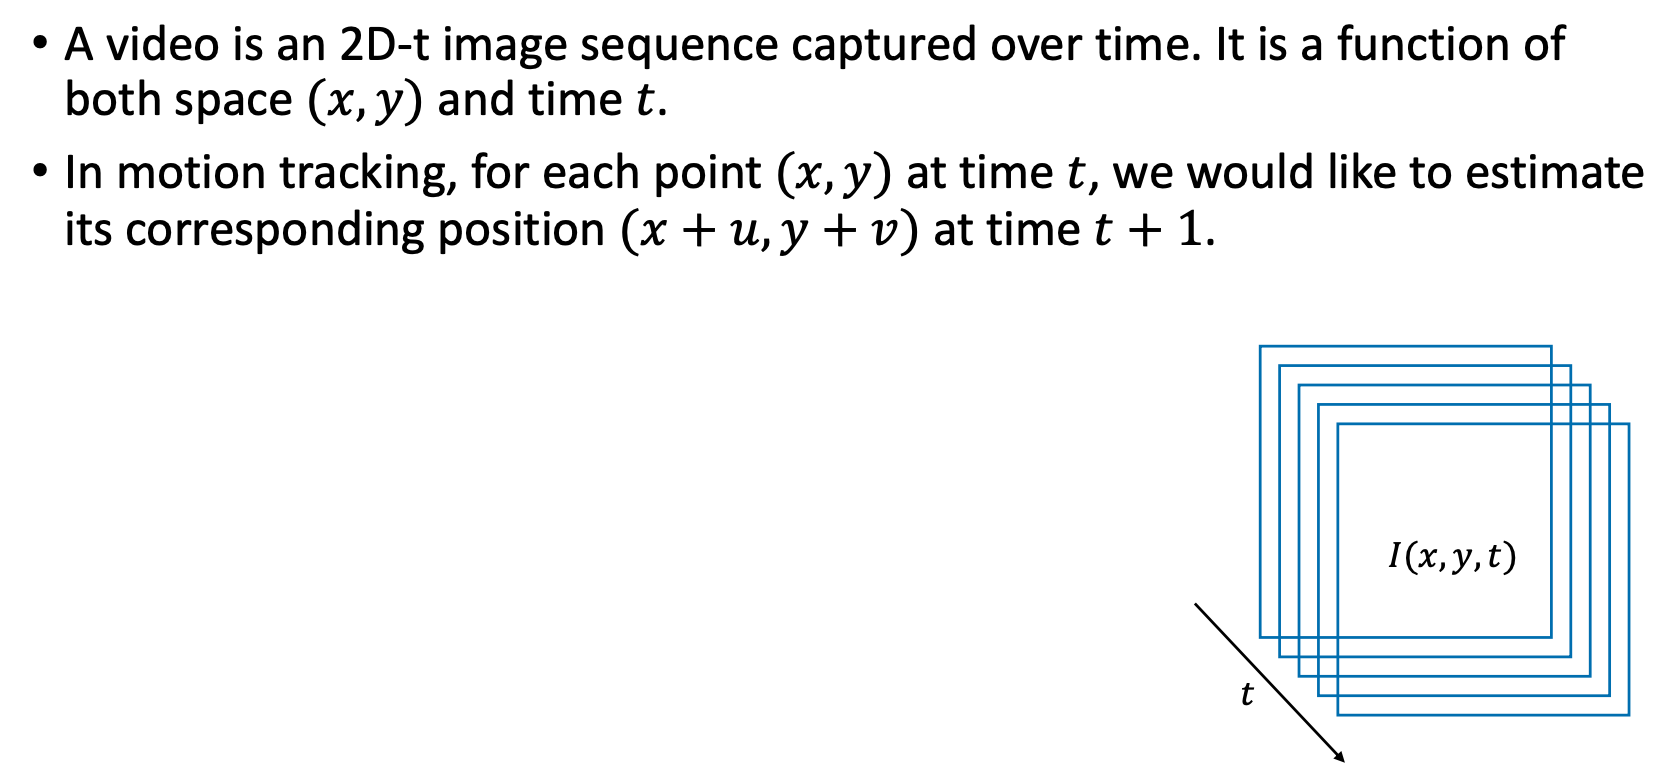 • A video is an 2D-t image sequence captured over time. It is a function of
both space (x, y) and time t.
• In motion tracking, for each point (x, y) at time t, we would like to estimate
its corresponding position (x + u, y + v) at time t + 1.
I(x, y, t)
t